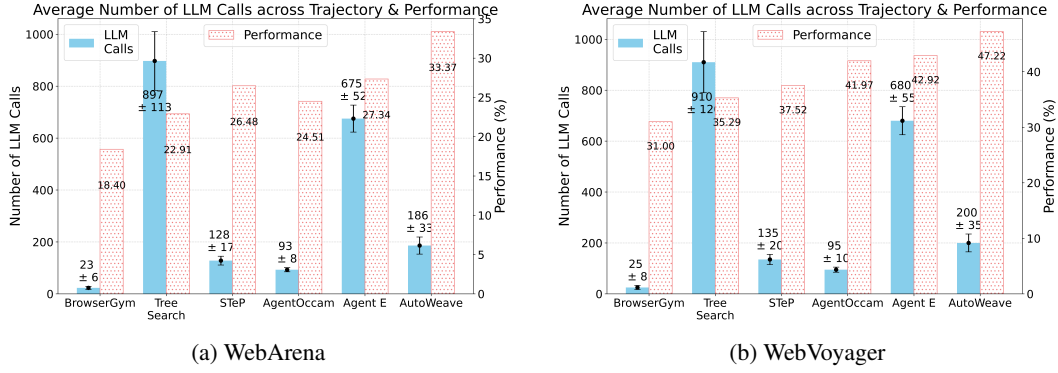 Average Number of LLM Calls across Trajectory & Performance
LLM
Calls
Performance
Number of LLM Calls
0
200
400
600
800
1000
23
± 6
897
± 113
128
± 17
93
± 8
675
± 52
186
± 33
18.40
22.91
26.48
24.51
27.34
33.37
Performance (%)
0
5
10
15
20
25
30
35
BrowserGym
Tree
Search
STeP
AgentOccam
Agent E
AutoWeave
(a) WebArena
Average Number of LLM Calls across Trajectory & Performance
LLM
Calls
Performance
Number of LLM Calls
0
200
400
600
800
1000
25
± 8
910
135
± 20
95
± 10
680
± 55
200
± 35
31.00
35.29
37.52
41.97
42.92
47.22
Performance (%)
0
10
20
30
40
BrowserGym
Tree
Search
STeP
AgentOccam
Agent E
AutoWeave
(b) WebVoyager